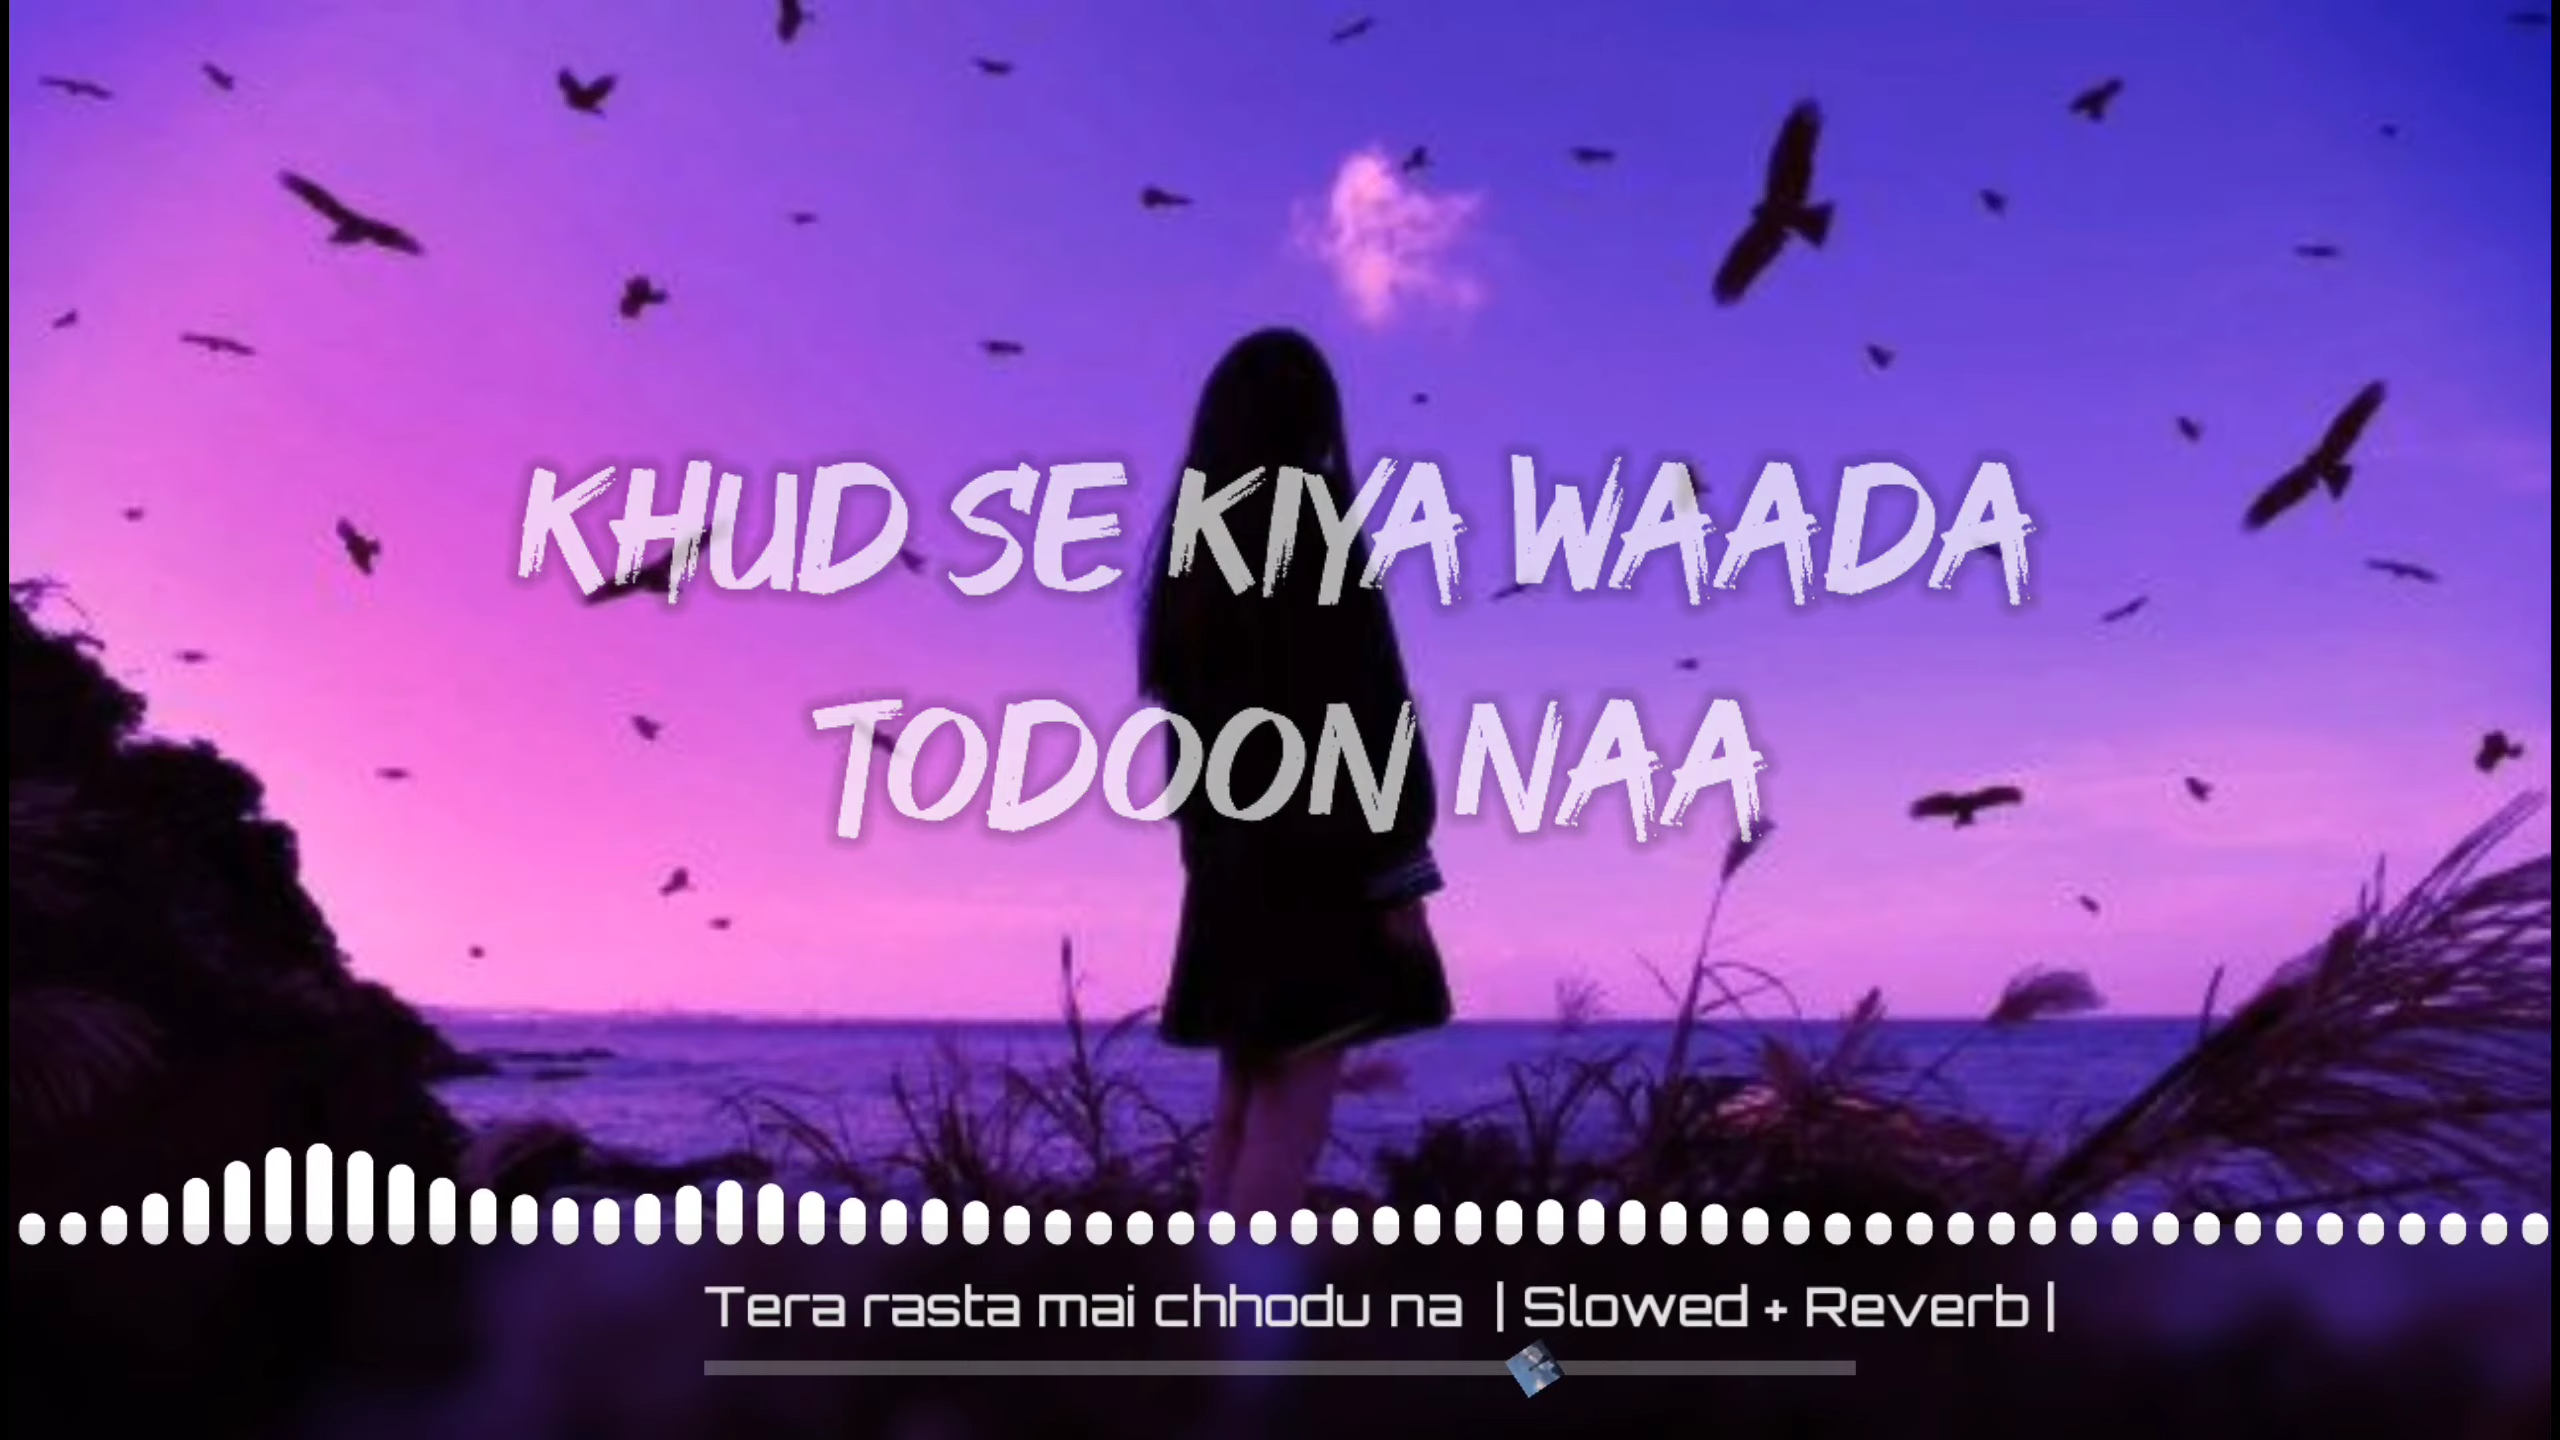 KHUD SE KIYA WAADA
TODOON NAA
Tera rasta mai chhodu na | Slowed + Reverb |